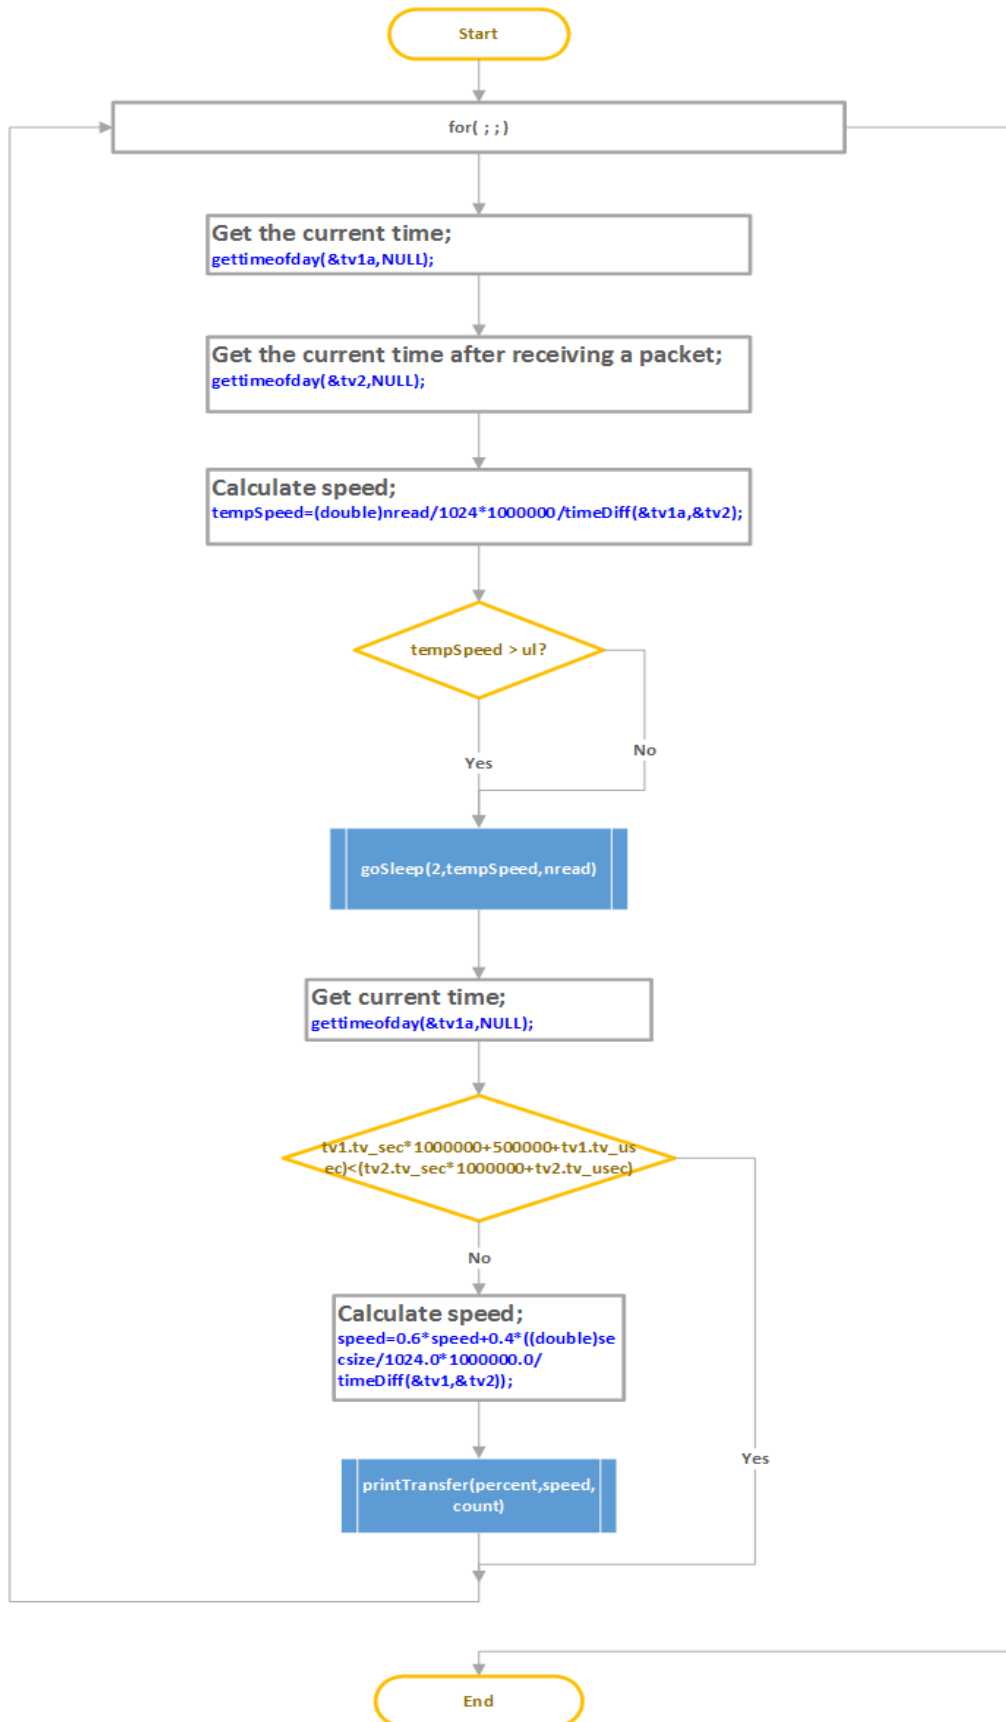 Start
for( ; ; )
Get the current time;
gettimeofday(&tv1a,NULL);
Get the current time after receiving a packet;
gettimeofday(&tv2,NULL);
Calculate speed;
tempSpeed=(double)nread/1024*1000000/timeDiff(&tv1a,&tv2);
tempSpeed > ul?
No
Yes
goSleep(2,tempSpeed,nread)
Get current time;
gettimeofday(&tv1a,NULL);
tv1.tv_sec*1000000+500000+tv1.tv_us
ec)<(tv2.tv_sec*1000000+tv2.tv_usec)
No
Calculate speed;
speed=0.6*speed+0.4*((double)se
csize/1024.0*1000000.0/
timeDiff(&tv1,&tv2));
Yes
printTransfer(percent,speed,
count)
End